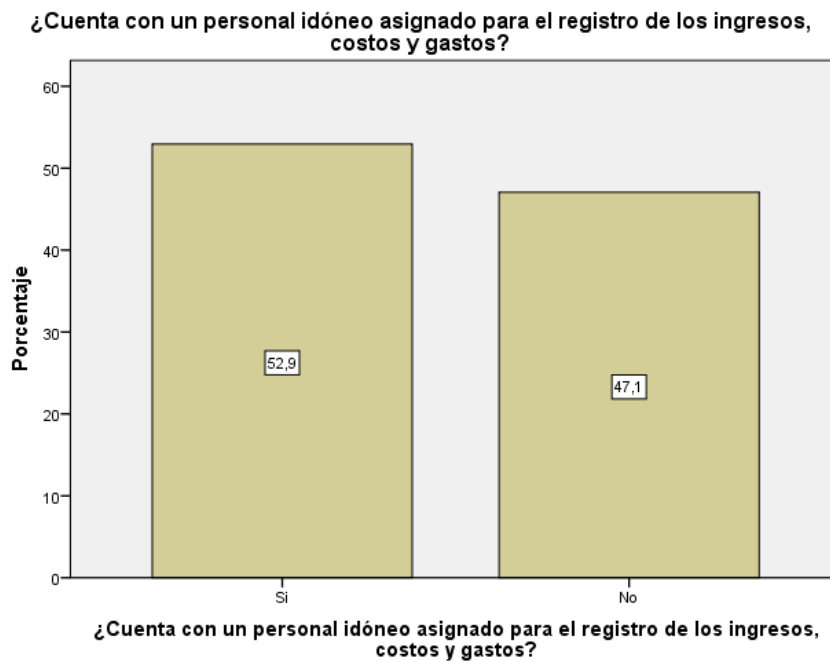 ¿Cuenta con un personal idóneo asignado para el registro de los ingresos,
costos y gastos?
Porcentaje
60
50
40
30
20
10
0
52,9
47,1
Si
No
¿Cuenta con un personal idóneo asignado para el registro de los ingresos,
costos y gastos?